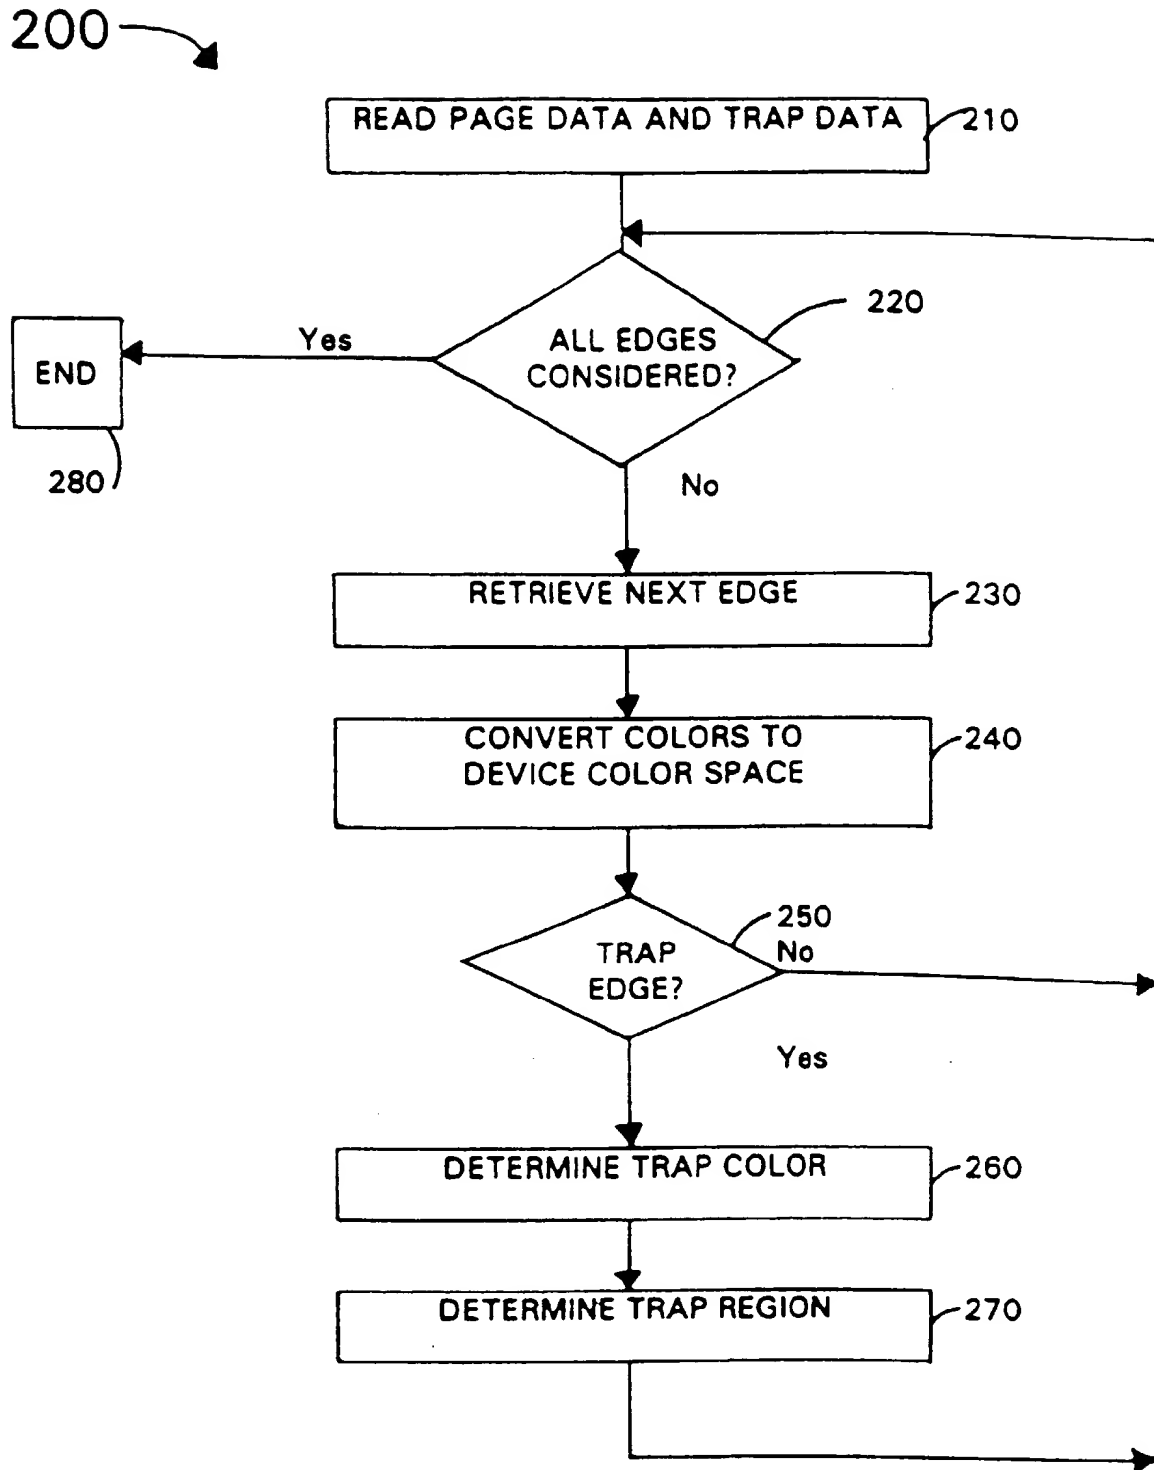 200
READ PAGE DATA AND TRAP DATA
210
220
ALL EDGES
CONSIDERED?
Yes
END
280
No
RETRIEVE NEXT EDGE
230
CONVERT COLORS TO
DEVICE COLOR SPACE
240
250
TRAP
EDGE?
No
Yes
DETERMINE TRAP COLOR
260
DETERMINE TRAP REGION
270